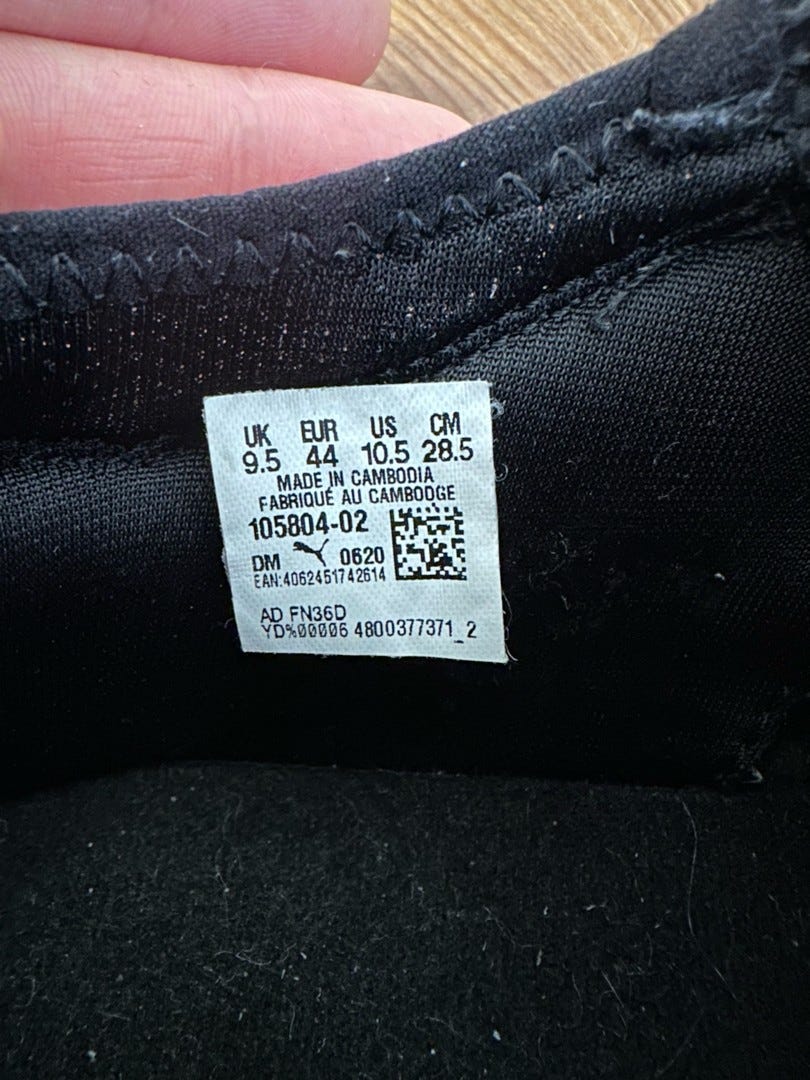 UK EUR US CM
9.5 44 10.5 28.5
MADE IN CAMBODIA
FABRIQUÉ AU CAMBODGE
105804-02
DM 0620
EAN:4062451742614
AD FN36D
YD%00006 4800377371_2